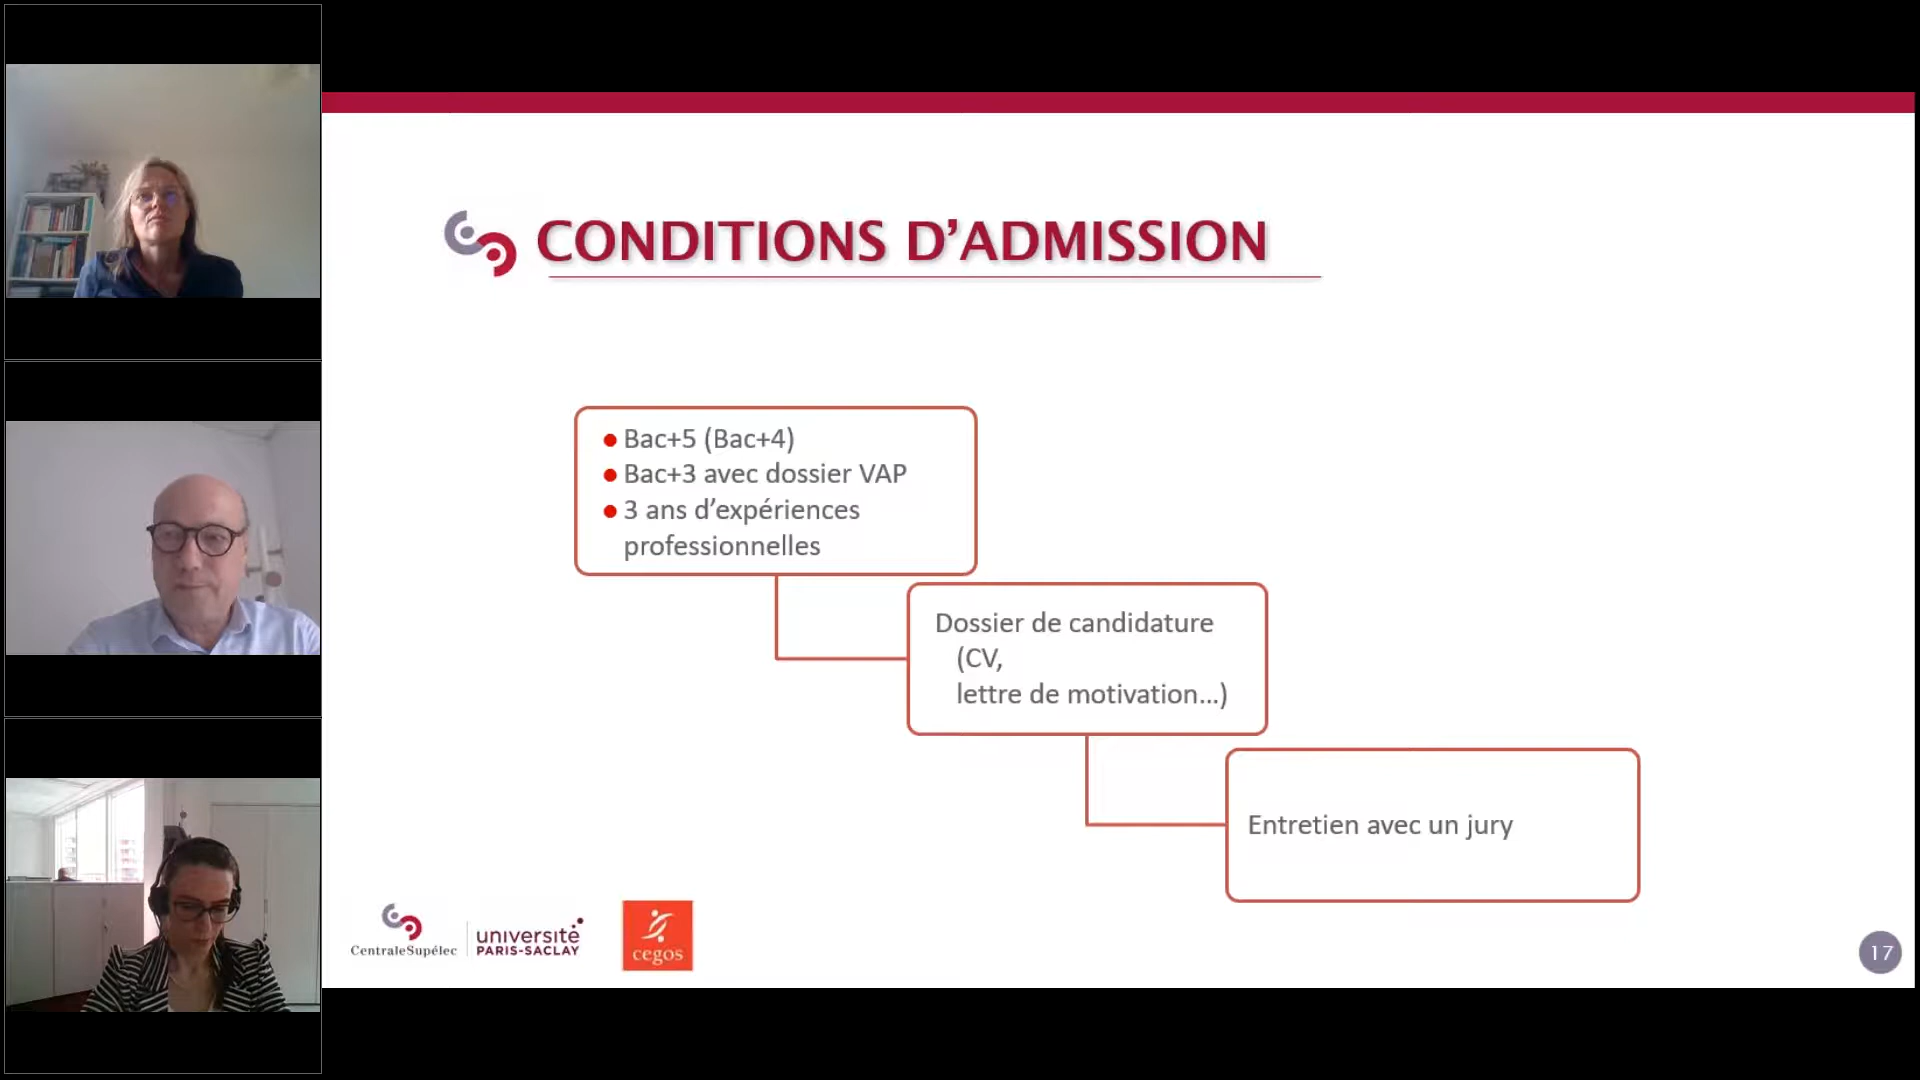 CONDITIONS D’ADMISSION
● Bac+5 (Bac+4)
● Bac+3 avec dossier VAP
● 3 ans d’expériences
professionnelles
Dossier de candidature
(CV,
lettre de motivation…)
Entretien avec un jury
CentraleSupélec
université
PARIS-SACLAY
cegos
17